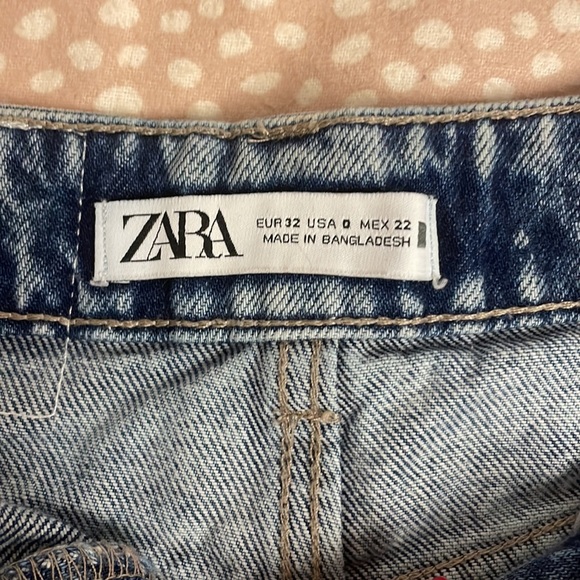 ZARA
EUR 32 USA 0 MEX 22
MADE IN BANGLADESH